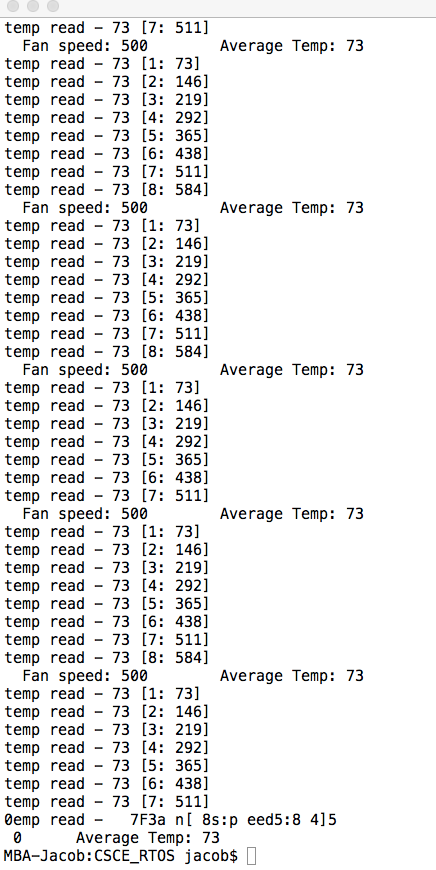 temp read - 73 [7: 511]
  Fan speed: 500        Average Temp: 73
temp read - 73 [1: 73]
temp read - 73 [2: 146]
temp read - 73 [3: 219]
temp read - 73 [4: 292]
temp read - 73 [5: 365]
temp read - 73 [6: 438]
temp read - 73 [7: 511]
temp read - 73 [8: 584]
  Fan speed: 500        Average Temp: 73
temp read - 73 [1: 73]
temp read - 73 [2: 146]
temp read - 73 [3: 219]
temp read - 73 [4: 292]
temp read - 73 [5: 365]
temp read - 73 [6: 438]
temp read - 73 [7: 511]
temp read - 73 [8: 584]
  Fan speed: 500        Average Temp: 73
temp read - 73 [1: 73]
temp read - 73 [2: 146]
temp read - 73 [3: 219]
temp read - 73 [4: 292]
temp read - 73 [5: 365]
temp read - 73 [6: 438]
temp read - 73 [7: 511]
  Fan speed: 500        Average Temp: 73
temp read - 73 [1: 73]
temp read - 73 [2: 146]
temp read - 73 [3: 219]
temp read - 73 [4: 292]
temp read - 73 [5: 365]
temp read - 73 [6: 438]
temp read - 73 [7: 511]
temp read - 73 [8: 584]
  Fan speed: 500        Average Temp: 73
temp read - 73 [1: 73]
temp read - 73 [2: 146]
temp read - 73 [3: 219]
temp read - 73 [4: 292]
temp read - 73 [5: 365]
temp read - 73 [6: 438]
temp read - 73 [7: 511]
0emp read -   7F3a n[ 8s:p eed5:8 4]5
 0      Average Temp: 73
MBA-Jacob:CSCE_RTOS jacob$